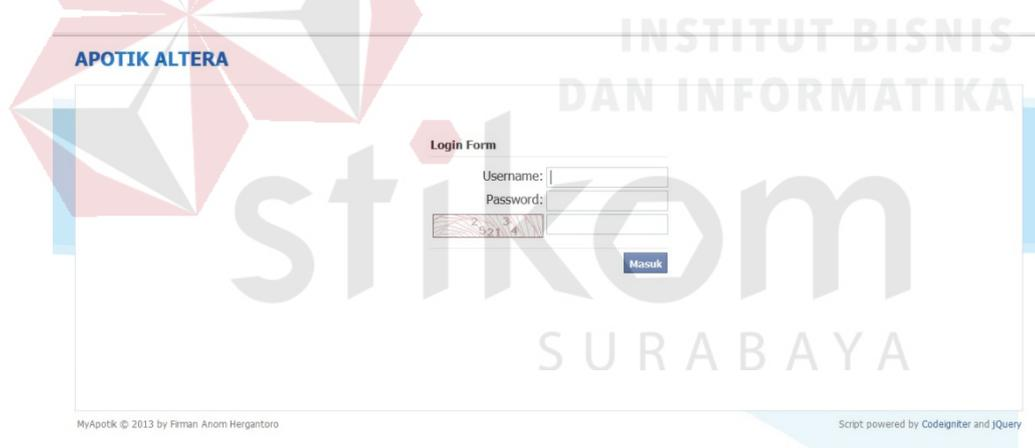 INSTITUT BISNIS
DAN INFORMATIKA
stikom
SURABAYA
APOTIK ALTERA
Login Form
Username:
Password:
Masuk
MyApotik © 2013 by Firman Anom Hergantoro
Script powered by Codeigniter and jQuery